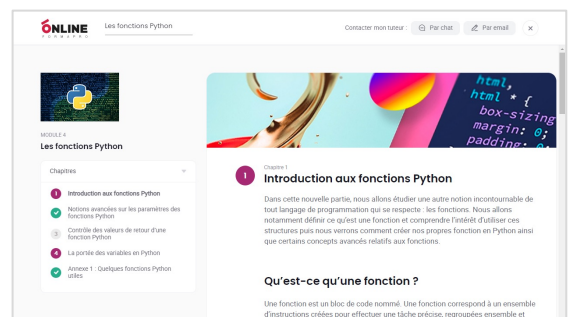 ONLINE
FORMAPRO
Les fonctions Python
Contacter mon tuteur :
Par chat
Par email
MODULE 4
Les fonctions Python
Chapitres
1 Introduction aux fonctions Python
Notions avancées sur les paramètres des
fonctions Python
3 Contrôle des valeurs de retour d'une
fonction Python
4 La portée des variables en Python
Annexe 1 : Quelques fonctions Python
utiles
html,
html * {
box-sizing
margin: 0;
padding: 0;
1
Chapitre 1
Introduction aux fonctions Python
Dans cette nouvelle partie, nous allons étudier une autre notion incontournable de
tout langage de programmation qui se respecte : les fonctions. Nous allons
notamment définir ce qu'est une fonction et comprendre l'intérêt d'utiliser ces
structures puis nous verrons comment créer nos propres fonction en Python ainsi
que certains concepts avancés relatifs aux fonctions.
Qu'est-ce qu'une fonction ?
Une fonction est un bloc de code nommé. Une fonction correspond à un ensemble
d'instructions créées pour effectuer une tâche précise, regroupées ensemble et